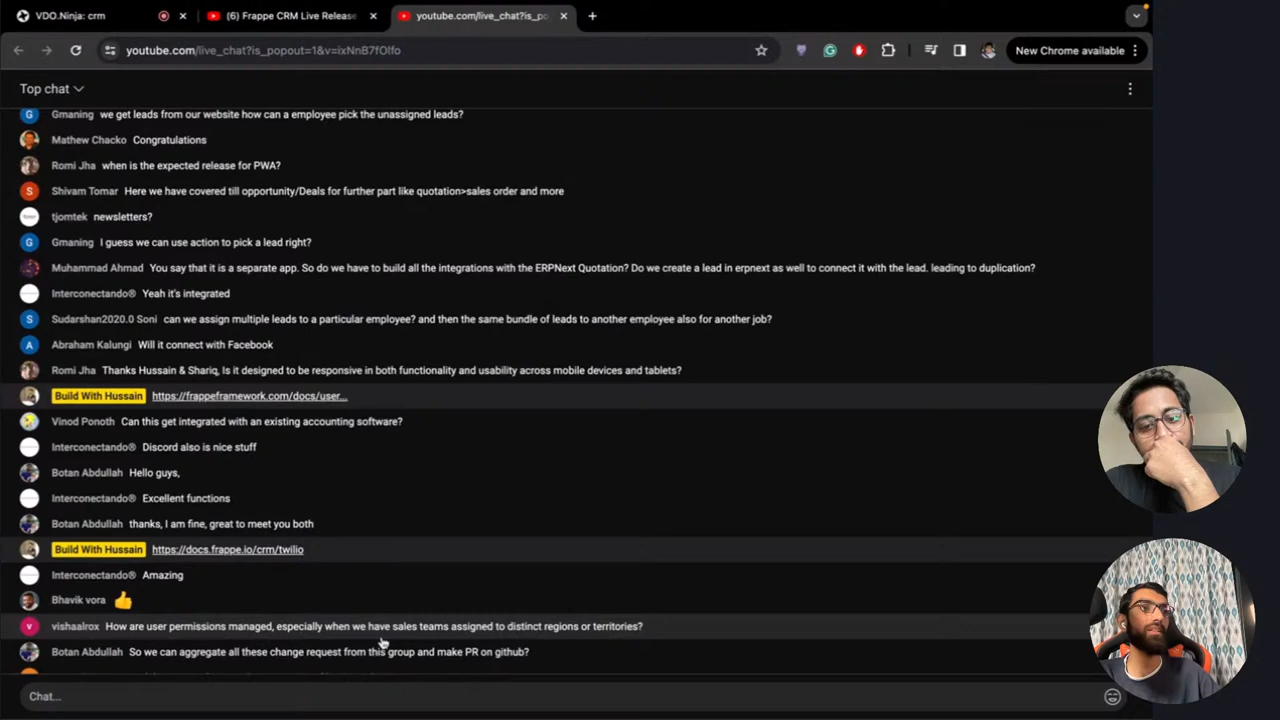 VDO.Ninja: crm
(6) Frappe CRM Live Release
youtube.com/live_chat?is_po
youtube.com/live_chat?is_popout=1&v=ixNnB7fOlfo
New Chrome available
Top chat
G Gmaning we get leads from our website how can a employee pick the unassigned leads?
Mathew Chacko Congratulations
Romi Jha when is the expected release for PWA?
S Shivam Tomar Here we have covered till opportunity/Deals for further part like quotation>sales order and more
tjomtek newsletters?
G Gmaning I guess we can use action to pick a lead right?
Muhammad Ahmad You say that it is a separate app. So do we have to build all the integrations with the ERPNext Quotation? Do we create a lead in erpnext as well to connect it with the lead. leading to duplication?
Interconectando® Yeah it's integrated
S Sudarshan2020.0 Soni can we assign multiple leads to a particular employee? and then the same bundle of leads to another employee also for another job?
A Abraham Kalungi Will it connect with Facebook
Romi Jha Thanks Hussain & Shariq, Is it designed to be responsive in both functionality and usability across mobile devices and tablets?
Build With Hussain https://frappeframework.com/docs/user...
Vinod Ponoth Can this get integrated with an existing accounting software?
Interconectando® Discord also is nice stuff
Botan Abdullah Hello guys,
Interconectando® Excellent functions
Botan Abdullah thanks, I am fine, great to meet you both
Build With Hussain https://docs.frappe.io/crm/twilio
Interconectando® Amazing
Bhavik vora 👍
v vishaalrox How are user permissions managed, especially when we have sales teams assigned to distinct regions or territories?
Botan Abdullah So we can aggregate all these change request from this group and make PR on github?
Chat...